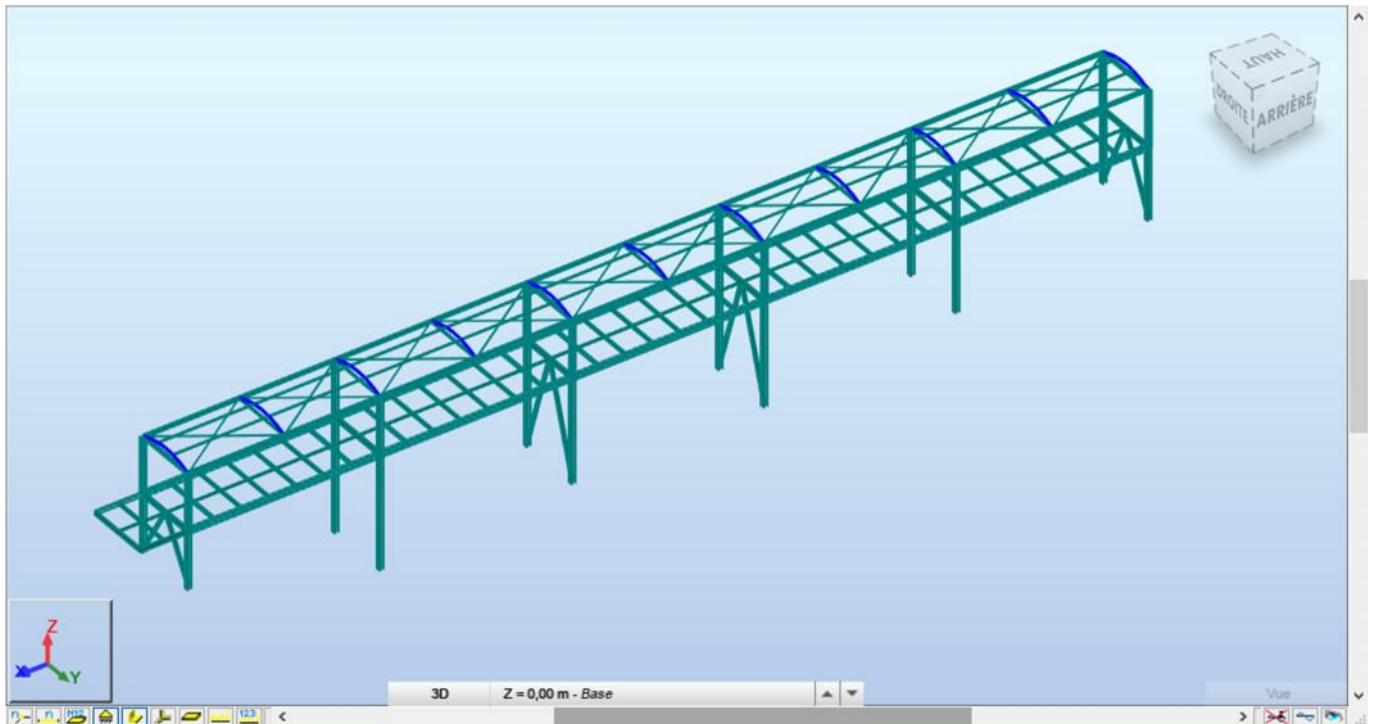 HAUT
DROITE
ARRIÈRE
Z
X
Y
3D
Z = 0,00 m - Base
Vue
123